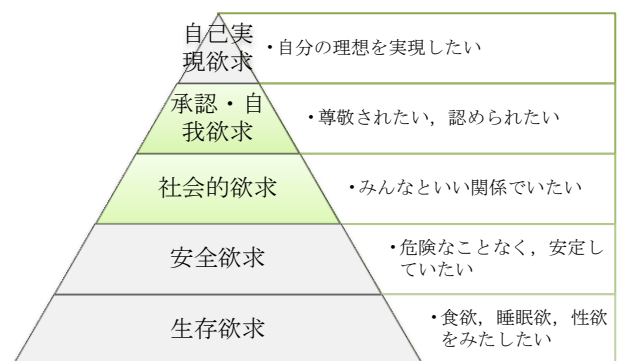 自己実
現欲求
・自分の理想を実現したい
承認・自
我欲求
・尊敬されたい，認められたい
社会的欲求
・みんなといい関係でいたい
安全欲求
・危険なことなく，安定し
ていたい
生存欲求
・食欲，睡眠欲，性欲
をみたしたい